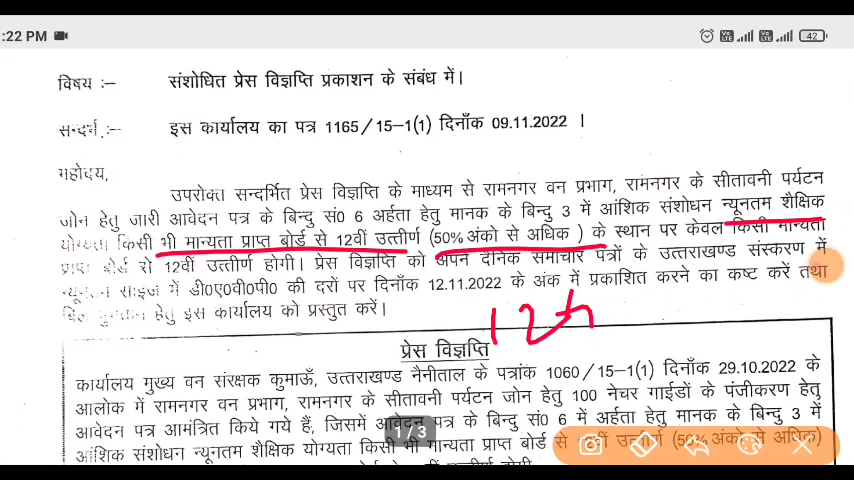 :22 PM
42
विषय :- संशोधित प्रेस विज्ञप्ति प्रकाशन के संबंध में।
सन्दर्भ :- इस कार्यालय का पत्र 1165/15-1(1) दिनॉंक 09.11.2022 ।
महोदय,
उपरोक्त सन्दर्भित प्रेस विज्ञप्ति के माध्यम से रामनगर वन प्रभाग, रामनगर के सीतावनी पर्यटन
जोन हेतु जारी आवेदन पत्र के बिन्दु सं0 6 अर्हता हेतु मानक के बिन्दु 3 में आंशिक संशोधन न्यूनतम शैक्षिक
योग्यता किसी भी मान्यता प्राप्त बोर्ड से 12वीं उत्तीर्ण (50% अंको से अधिक ) के स्थान पर केवल किसी मान्यता
प्राप्त बोर्ड से 12वीं उत्तीर्ण होगी। प्रेस विज्ञप्ति को अपने दैनिक समाचार पत्रों के उत्तराखण्ड संस्करण में
न्यूनतम साइज में डी0ए0वी0पी0 की दरों पर दिनॉंक 12.11.2022 के अंक में प्रकाशित करने का कष्ट करें तथा
बिल भुगतान हेतु इस कार्यालय को प्रस्तुत करें।
12th
प्रेस विज्ञप्ति
कार्यालय मुख्य वन संरक्षक कुमाऊँ, उत्तराखण्ड नैनीताल के पत्रांक 1060/15-1(1) दिनॉंक 29.10.2022 के
आलोक में रामनगर वन प्रभाग, रामनगर के सीतावनी पर्यटन जोन हेतु 100 नेचर गाईडों के पंजीकरण हेतु
आवेदन पत्र आमंत्रित किये गये हैं, जिसमें आवेदन पत्र के बिन्दु सं0 6 में अर्हता हेतु मानक के बिन्दु 3 में
1/3
आंशिक संशोधन न्यूनतम शैक्षिक योग्यता किसी भी मान्यता प्राप्त बोर्ड से 12वीं उत्तीर्ण (50% अंको से अधिक)